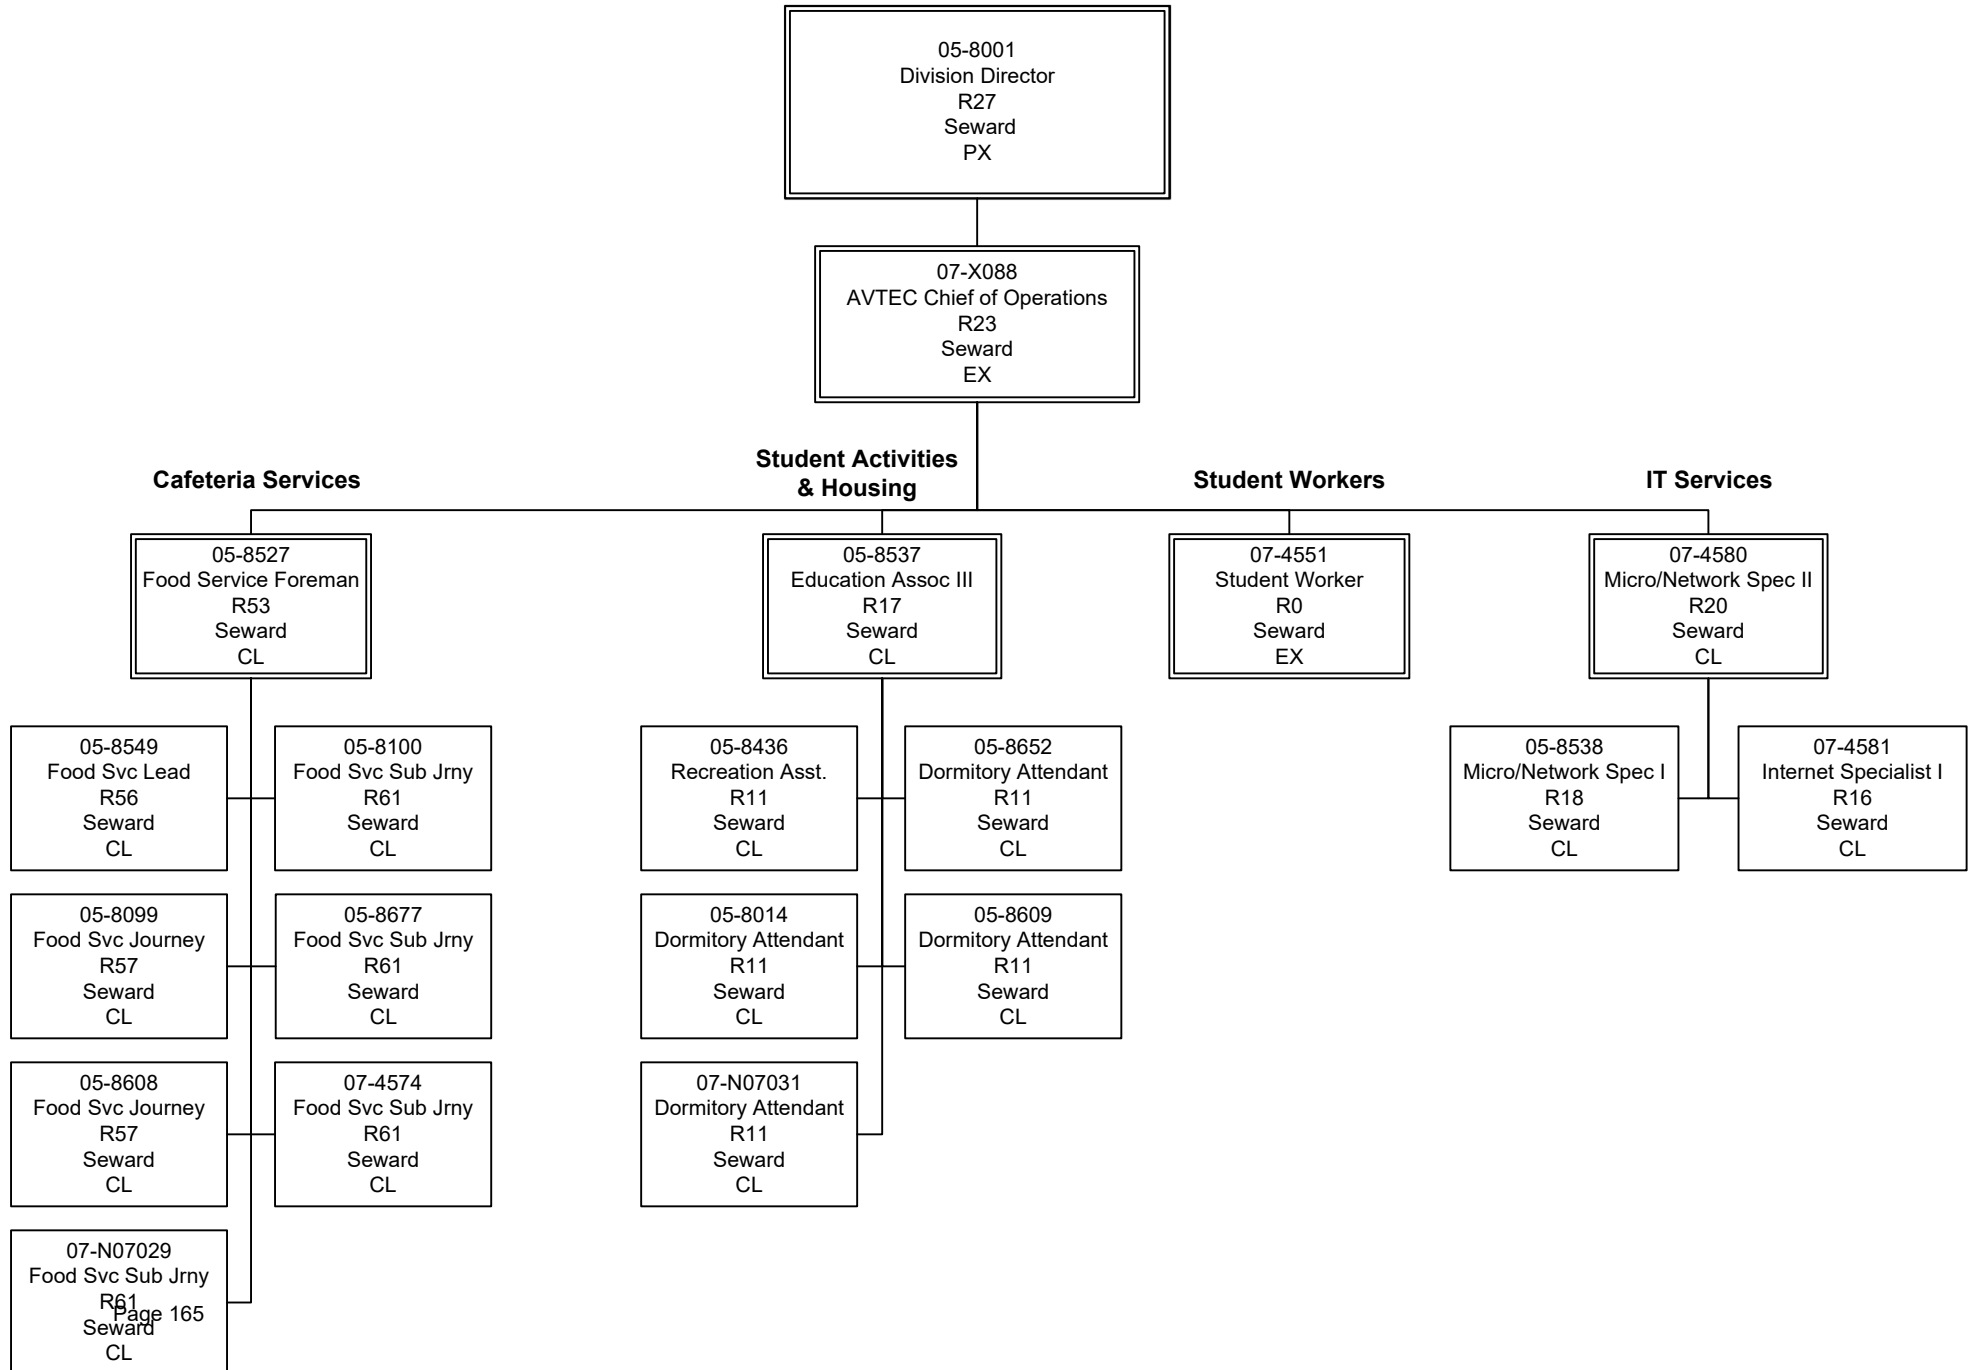 05-8001
Division Director
R27
Seward
PX
07-X088
AVTEC Chief of Operations
R23
Seward
EX
Cafeteria Services
Student Activities
& Housing
Student Workers
IT Services
05-8527
Food Service Foreman
R53
Seward
CL
05-8537
Education Assoc III
R17
Seward
CL
07-4551
Student Worker
R0
Seward
EX
07-4580
Micro/Network Spec II
R20
Seward
CL
05-8549
Food Svc Lead
R56
Seward
CL
05-8100
Food Svc Sub Jrny
R61
Seward
CL
05-8436
Recreation Asst.
R11
Seward
CL
05-8652
Dormitory Attendant
R11
Seward
CL
05-8538
Micro/Network Spec I
R18
Seward
CL
07-4581
Internet Specialist I
R16
Seward
CL
05-8099
Food Svc Journey
R57
Seward
CL
05-8677
Food Svc Sub Jrny
R61
Seward
CL
05-8014
Dormitory Attendant
R11
Seward
CL
05-8609
Dormitory Attendant
R11
Seward
CL
05-8608
Food Svc Journey
R57
Seward
CL
07-4574
Food Svc Sub Jrny
R61
Seward
CL
07-N07031
Dormitory Attendant
R11
Seward
CL
07-N07029
Food Svc Sub Jrny
R61
Seward
CL
Page 165